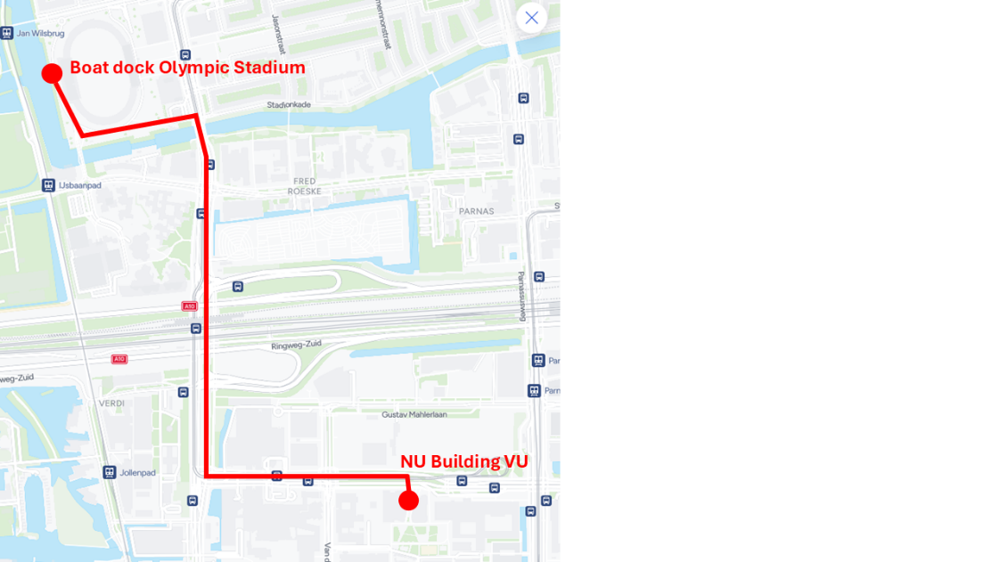 Jan Wilsbrug
Jasonstraat
Boat dock Olympic Stadium
Stadionkade
IJsbaanpad
FRED
ROESKE
PARNAS
A10
Parnassusweg
Ringweg-Zuid
A10
weg-Zuid
VERDI
Gustav Mahlerlaan
NU Building VU
Jollenpad